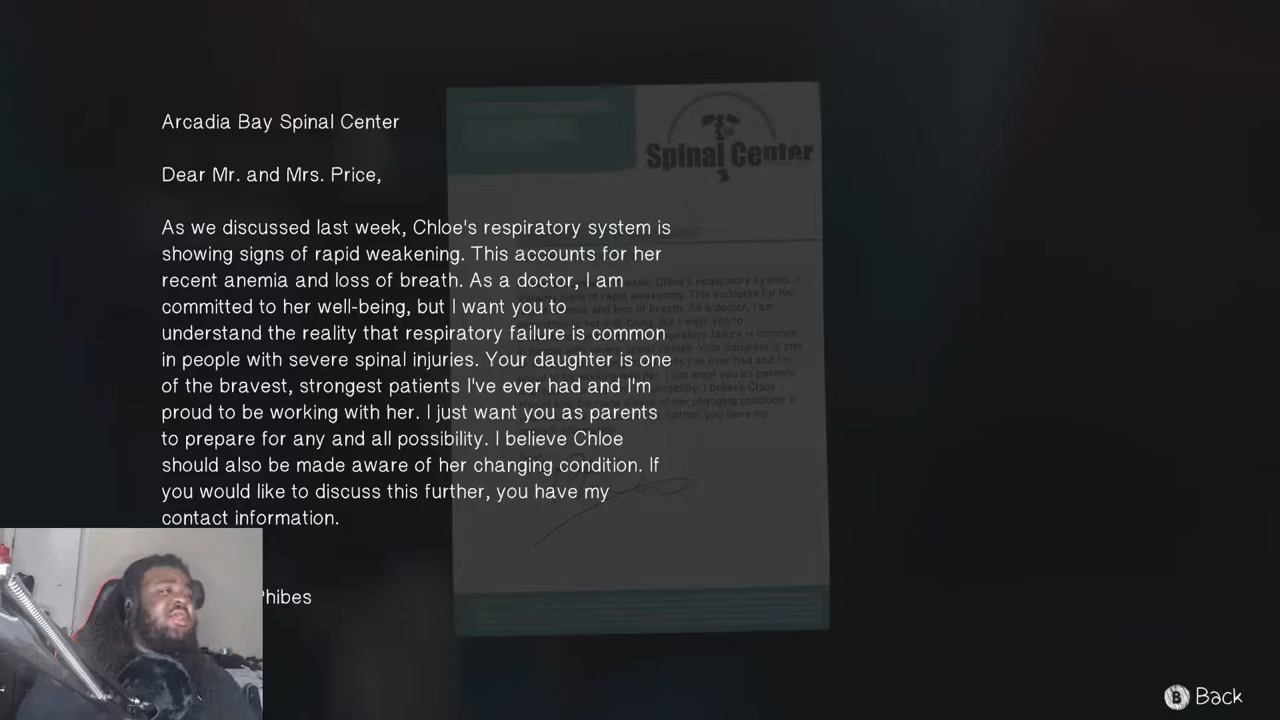 Arcadia Bay Spinal Center
Dear Mr. and Mrs. Price,
As we discussed last week, Chloe's respiratory system is
showing signs of rapid weakening. This accounts for her
recent anemia and loss of breath. As a doctor, I am
committed to her well-being, but I want you to
understand the reality that respiratory failure is common
in people with severe spinal injuries. Your daughter is one
of the bravest, strongest patients I've ever had and I'm
proud to be working with her. I just want you as parents
to prepare for any and all possibility. I believe Chloe
should also be made aware of her changing condition. If
you would like to discuss this further, you have my
contact information.
Phibes
Spinal Center
B Back